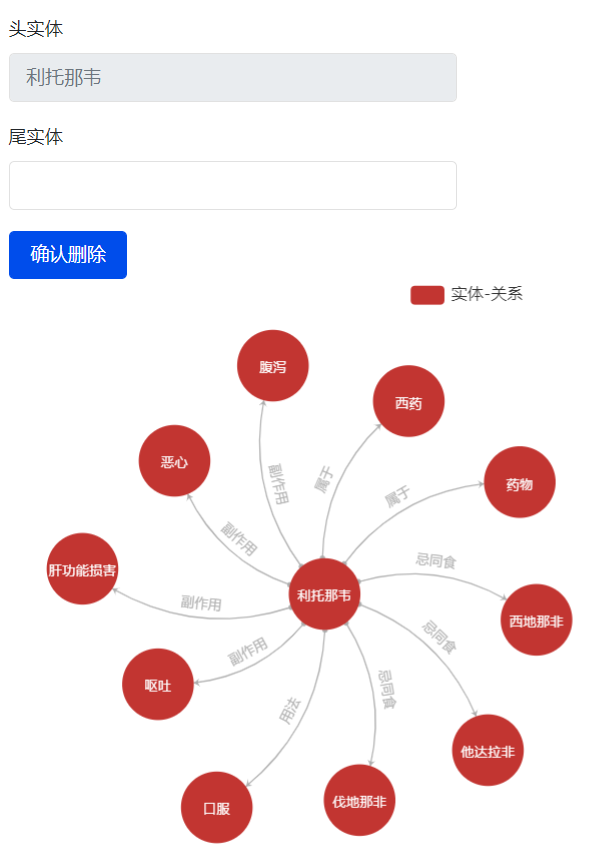 头实体
利托那韦
尾实体
确认删除
实体-关系
腹泻
西药
恶心
副作用
属于
药物
属于
副作用
忌同食
肝功能损害
利托那韦
副作用
西地那非
忌同食
副作用
呕吐
忌同食
用法
他达拉非
口服
伐地那非